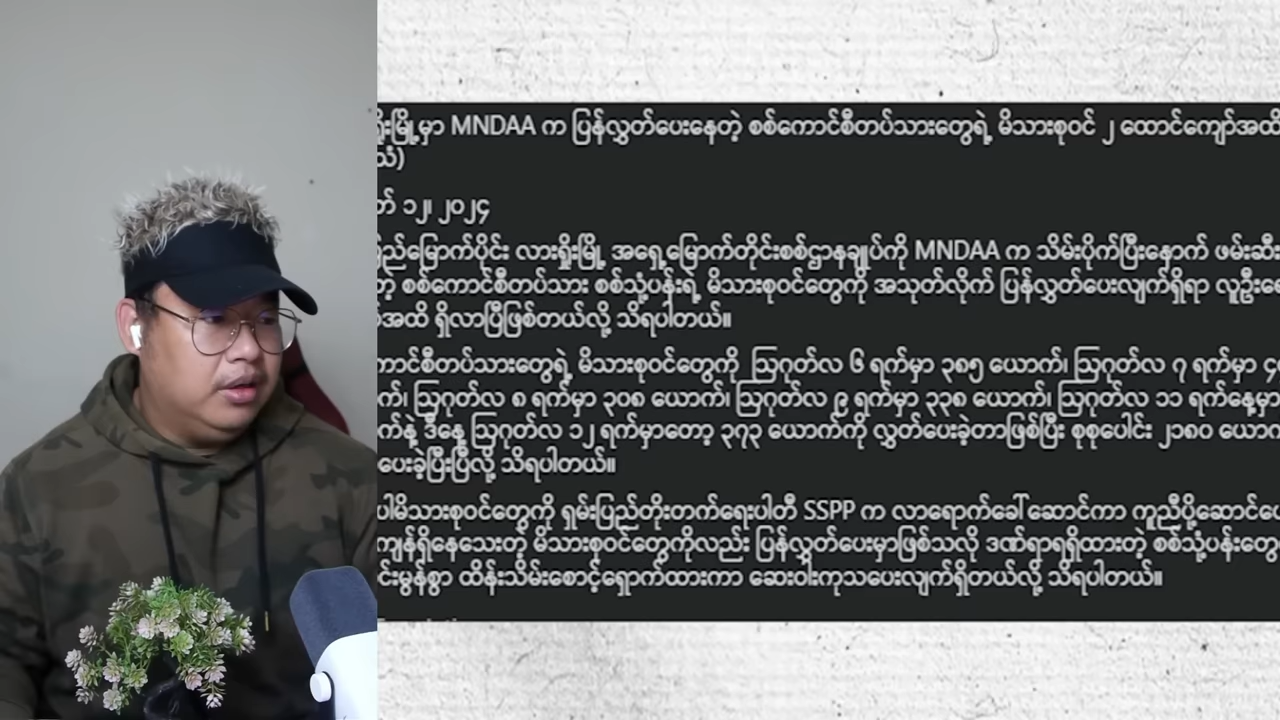 ရှိုးမြို့မှာ MNDAA က ပြန်လွှတ်ပေးနေတဲ့ စစ်ကောင်စီတပ်သားတွေရဲ့ မိသားစုဝင် ၂ ထောင်ကျော်အထိ
သံ)
တ် ၁၂၊ ၂၀၂၄
ပြည်မြောက်ပိုင်း လားရှိုးမြို့ အရှေ့မြောက်တိုင်းစစ်ဌာနချုပ်ကို MNDAA က သိမ်းပိုက်ပြီးနောက် ဖမ်းဆီး
တဲ့ စစ်ကောင်စီတပ်သား စစ်သုံ့ပန်းရဲ့ မိသားစုဝင်တွေကို အသုတ်လိုက် ပြန်လွှတ်ပေးလျက်ရှိရာ လူဦးရေ
အထိ ရှိလာပြီဖြစ်တယ်လို့ သိရပါတယ်။
ကောင်စီတပ်သားတွေရဲ့ မိသားစုဝင်တွေကို ဩဂုတ်လ ၆ ရက်မှာ ၃၈၅ ယောက်၊ ဩဂုတ်လ ၇ ရက်မှာ
က်၊ ဩဂုတ်လ ၈ ရက်မှာ ၃၀၈ ယောက်၊ ဩဂုတ်လ ၉ ရက်မှာ ၃၃၈ ယောက်၊ ဩဂုတ်လ ၁၁ ရက်နေ့မှာ
က်နဲ့ ဒီနေ့ ဩဂုတ်လ ၁၂ ရက်မှာတော့ ၃၇၃ ယောက်ကို လွှတ်ပေးခဲ့တာဖြစ်ပြီး စုစုပေါင်း ၂၁၈၀ ယောက်
ပေးခဲ့ပြီးပြီလို့ သိရပါတယ်။
ပါမိသားစုဝင်တွေကို ရှမ်းပြည်တိုးတက်ရေးပါတီ SSPP က လာရောက်ခေါ်ဆောင်ကာ ကူညီပို့ဆောင်ပေး
ကျန်ရှိနေသေးတဲ့ မိသားစုဝင်တွေကိုလည်း ပြန်လွှတ်ပေးမှာဖြစ်သလို ဒဏ်ရာရရှိထားတဲ့ စစ်သုံ့ပန်းတွေ
င်းမွန်စွာ ထိန်းသိမ်းစောင့်ရှောက်ထားကာ ဆေးဝါးကုသပေးလျက်ရှိတယ်လို့ သိရပါတယ်။